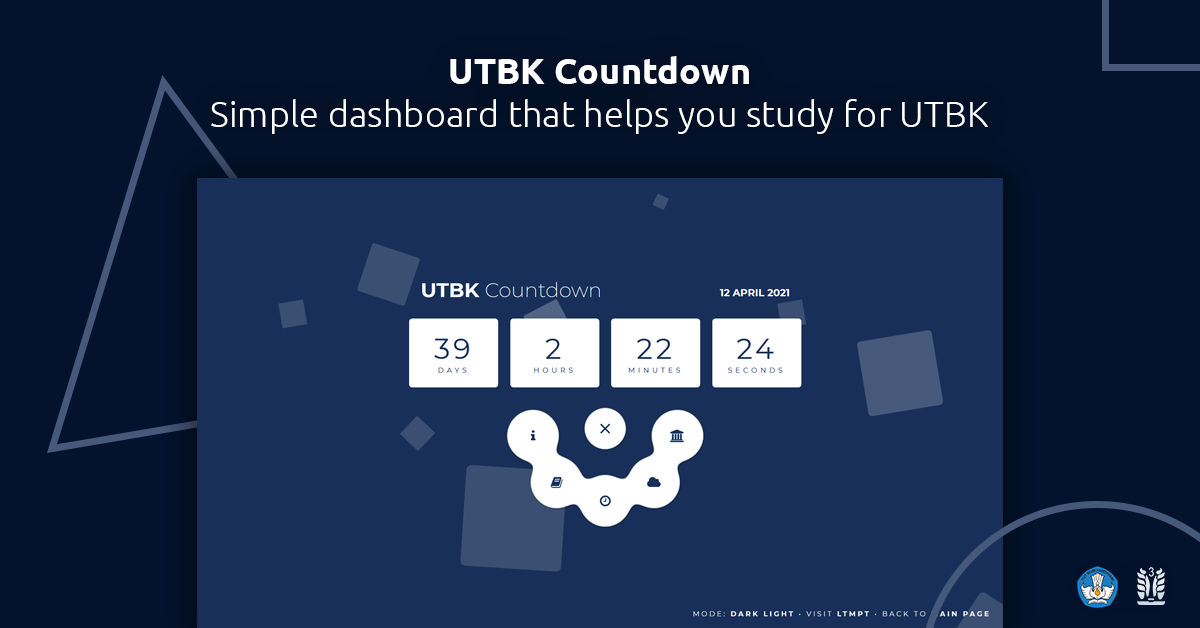 UTBK Countdown
Simple dashboard that helps you study for UTBK
UTBK Countdown
12 APRIL 2021
39 2 22 24
DAYS HOURS MINUTES SECONDS
MODE: DARK LIGHT • VISIT LTMPT • BACK TO AIN PAGE
3